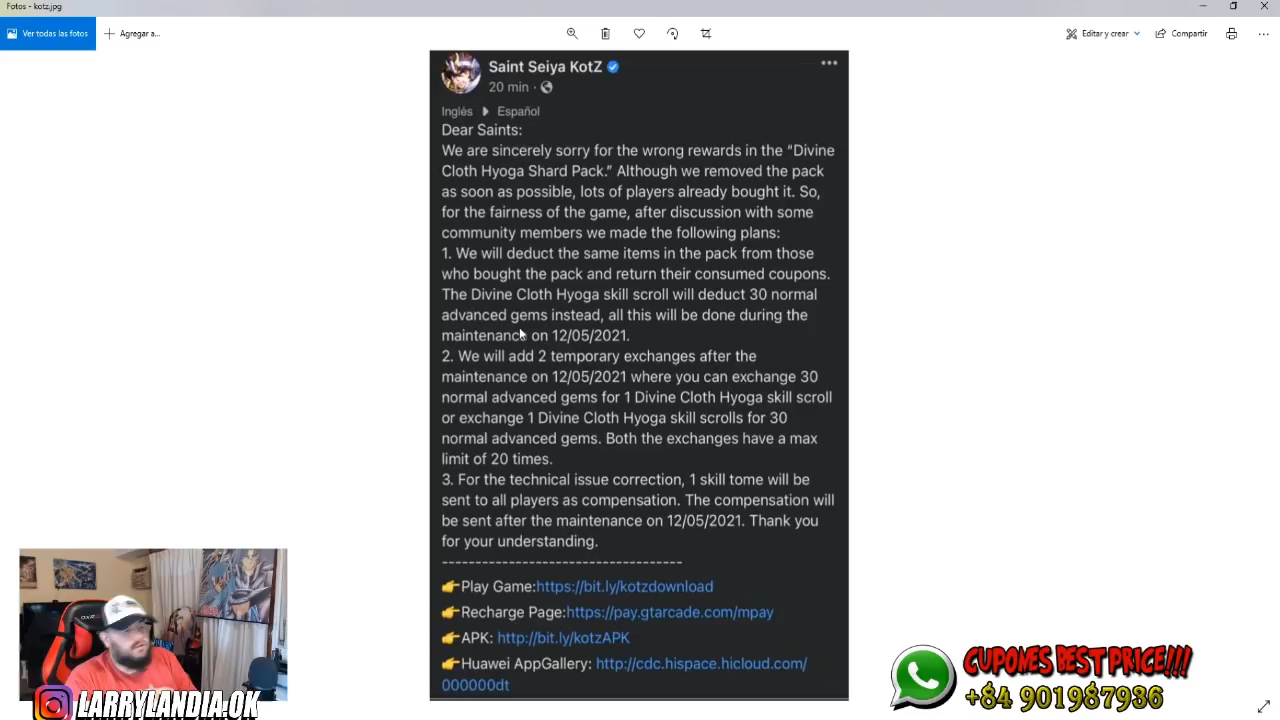 Fotos - kotz.jpg
Ver todas las fotos
Agregar a...
Editar y crear
Compartir
Saint Seiya KotZ
20 min ·
Inglés Español
Dear Saints:
We are sincerely sorry for the wrong rewards in the “Divine
Cloth Hyoga Shard Pack.” Although we removed the pack
as soon as possible, lots of players already bought it. So,
for the fairness of the game, after discussion with some
community members we made the following plans:
1. We will deduct the same items in the pack from those
who bought the pack and return their consumed coupons.
The Divine Cloth Hyoga skill scroll will deduct 30 normal
advanced gems instead, all this will be done during the
maintenance on 12/05/2021.
2. We will add 2 temporary exchanges after the
maintenance on 12/05/2021 where you can exchange 30
normal advanced gems for 1 Divine Cloth Hyoga skill scroll
or exchange 1 Divine Cloth Hyoga skill scrolls for 30
normal advanced gems. Both the exchanges have a max
limit of 20 times.
3. For the technical issue correction, 1 skill tome will be
sent to all players as compensation. The compensation will
be sent after the maintenance on 12/05/2021. Thank you
for your understanding.
-----------------------------------
👉Play Game:https://bit.ly/kotzdownload
👉Recharge Page:https://pay.gtarcade.com/mpay
👉APK: http://bit.ly/kotzAPK
👉Huawei AppGallery: http://cdc.hispace.hicloud.com/
000000dt
LARRYLANDIA.OK
CUPONES BEST PRICE!!!
+84 901987936